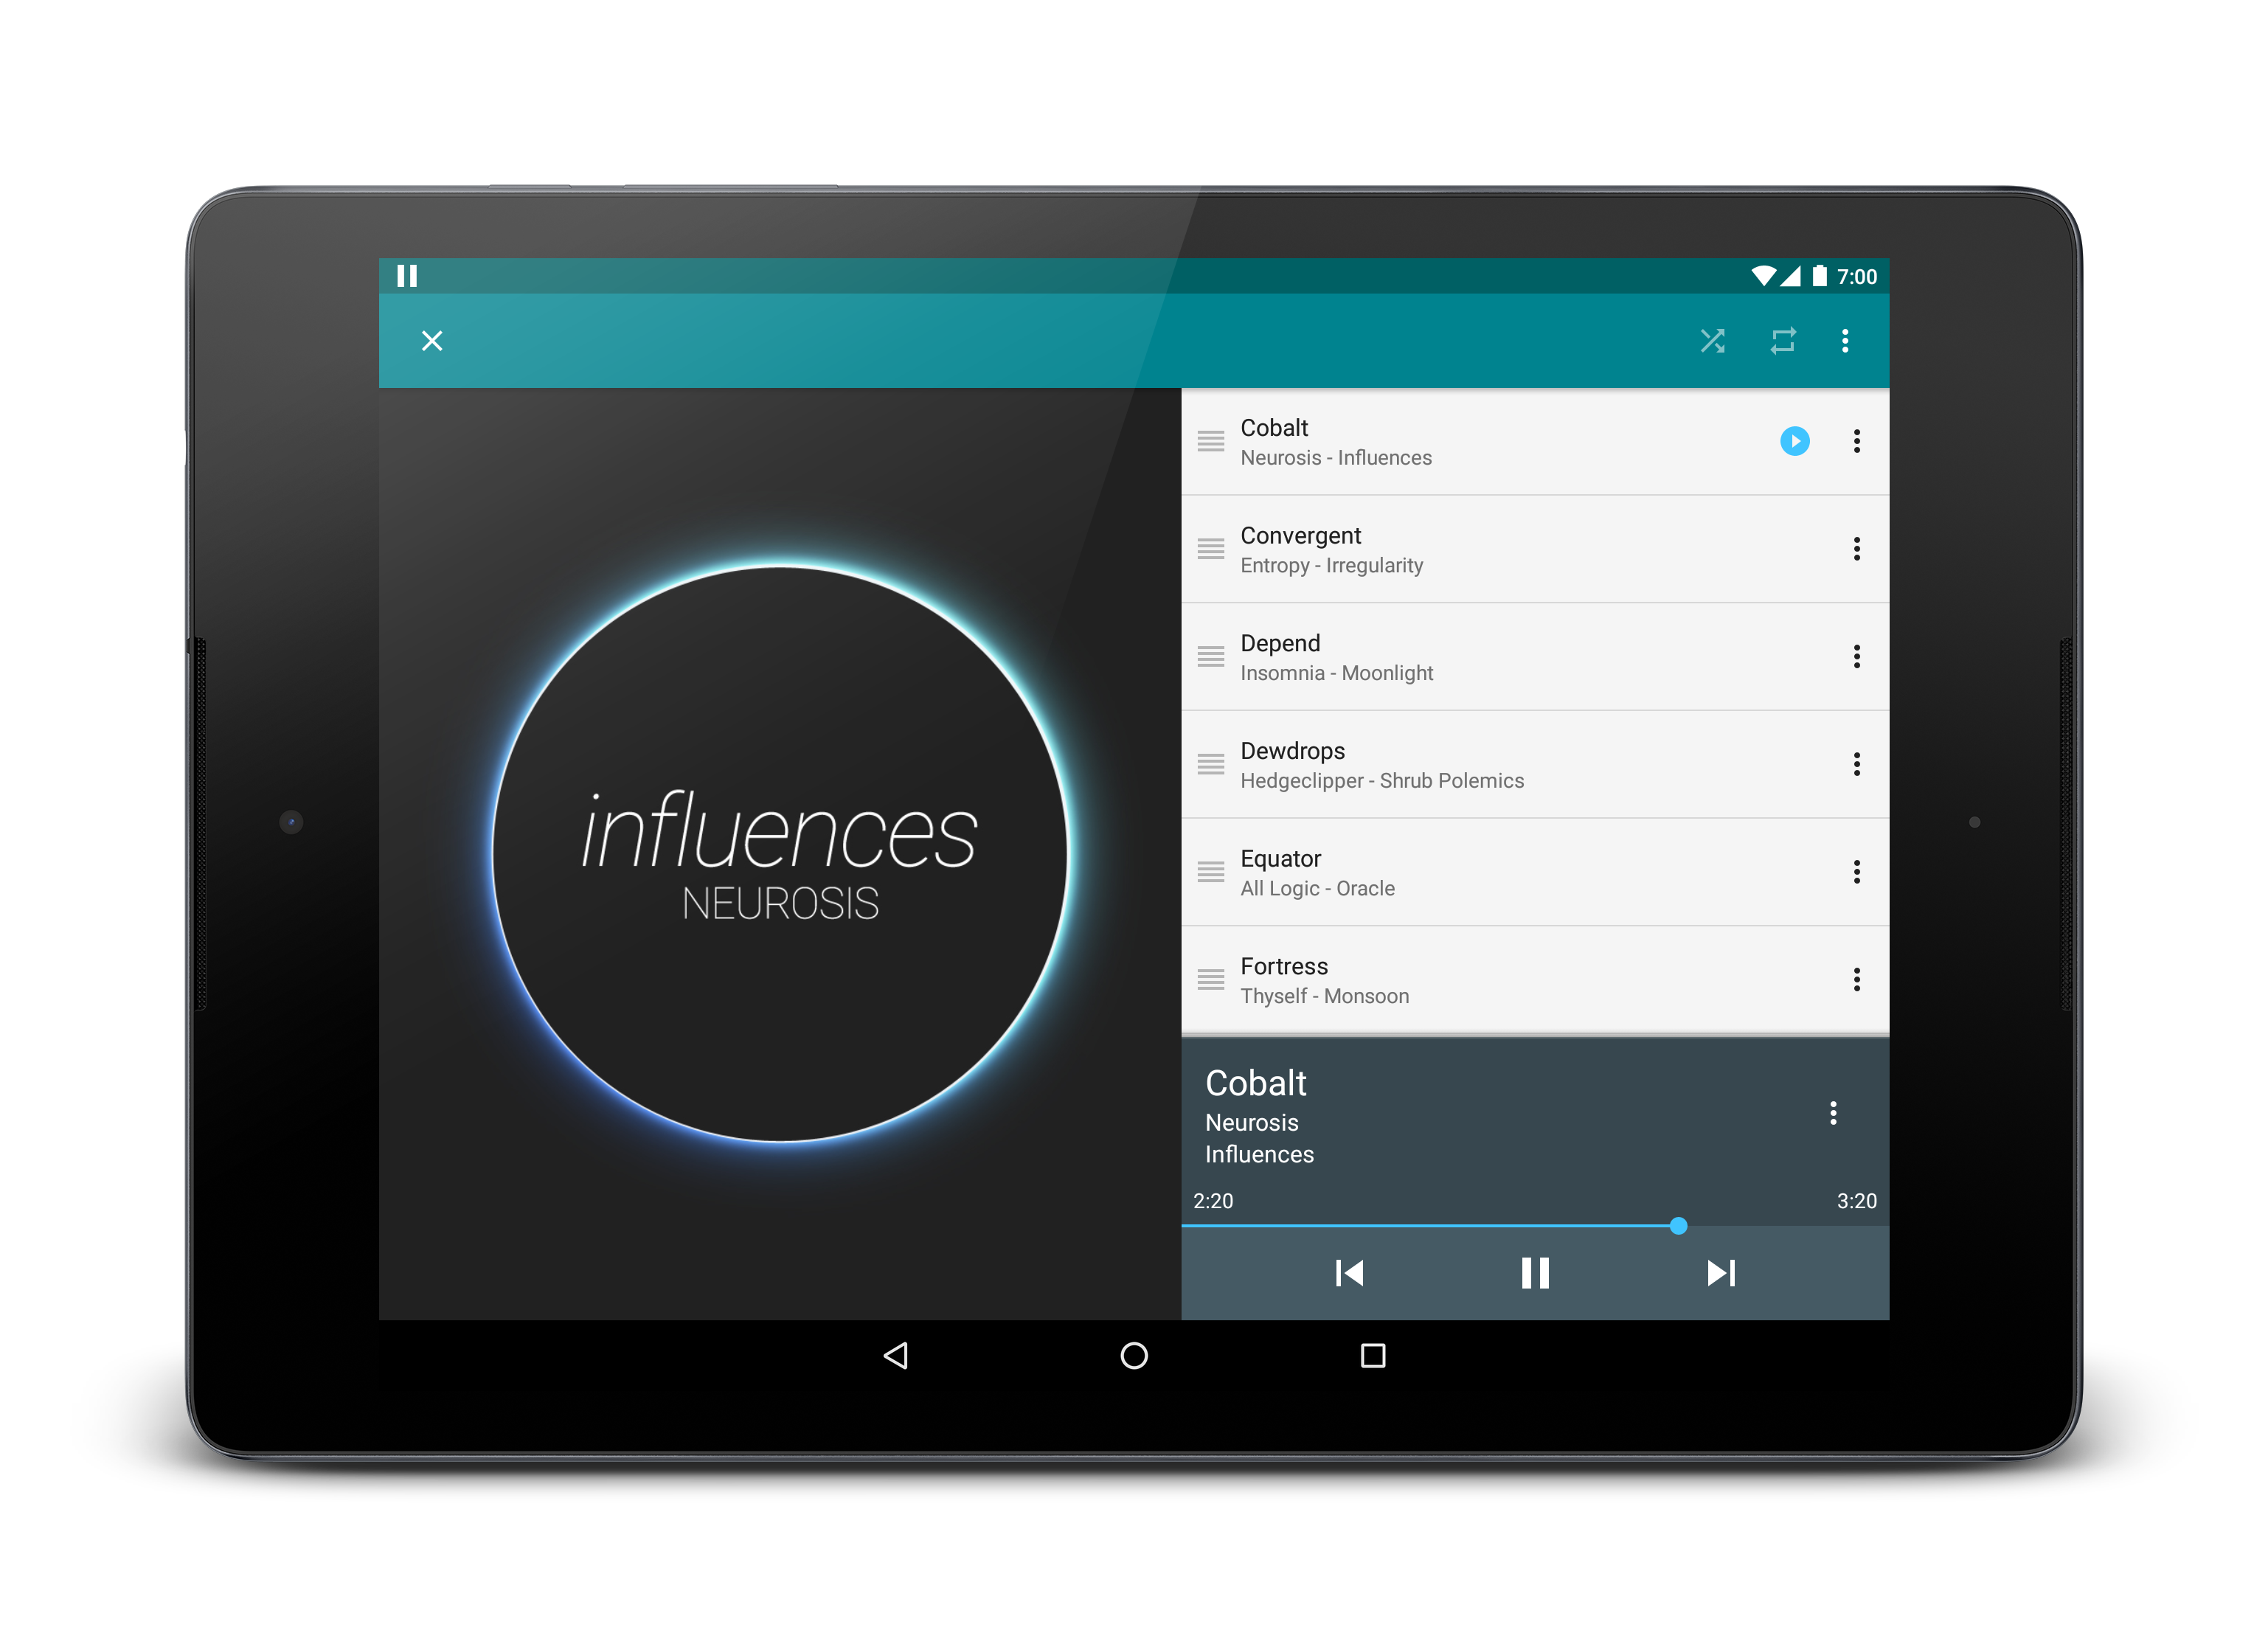 7:00
influences
NEUROSIS
Cobalt
Neurosis - Influences
Convergent
Entropy - Irregularity
Depend
Insomnia - Moonlight
Dewdrops
Hedgeclipper - Shrub Polemics
Equator
All Logic - Oracle
Fortress
Thyself - Monsoon
Cobalt
Neurosis
Influences
2:20 3:20